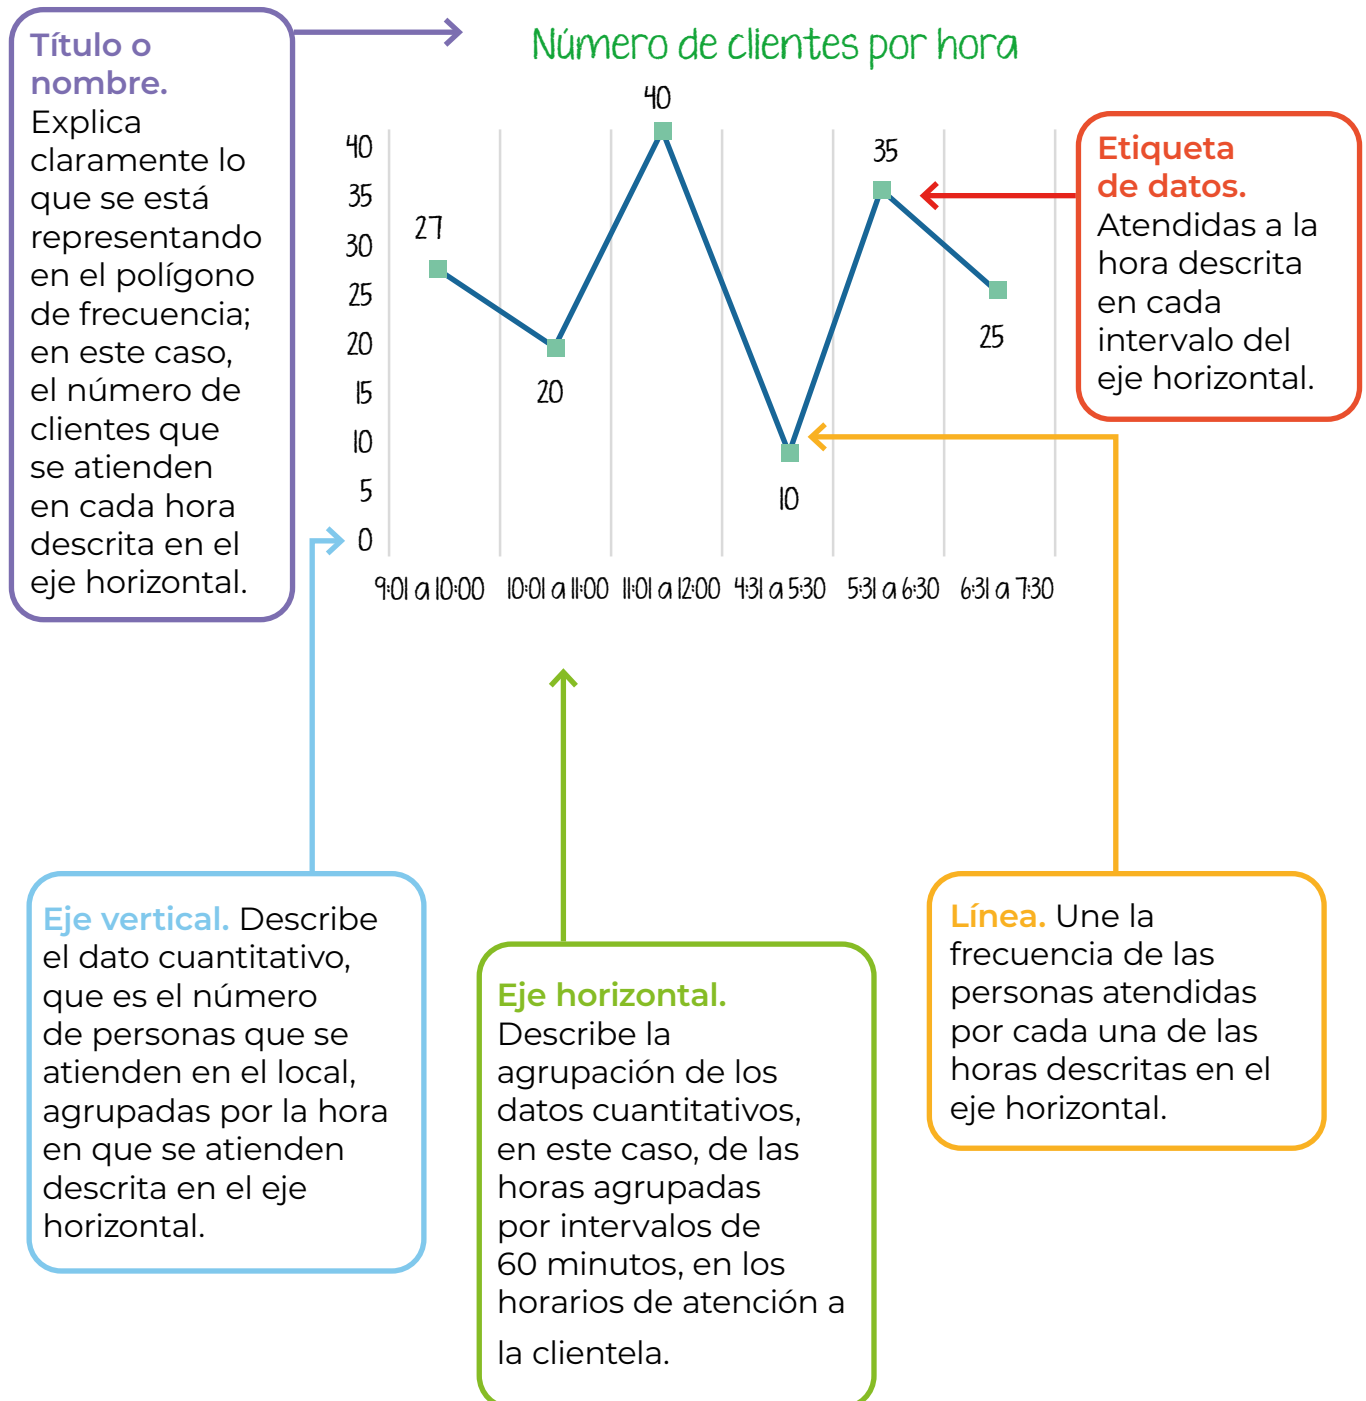 Título o
nombre.
Explica
claramente lo
que se está
representando
en el polígono
de frecuencia;
en este caso,
el número de
clientes que
se atienden
en cada hora
descrita en el
eje horizontal.
Número de clientes por hora
40
35
30
25
20
15
10
5
0
27
20
40
10
35
25
9:01 a 10:00 10:01 a 11:00 11:01 a 12:00 4:31 a 5:30 5:31 a 6:30 6:31 a 7:30
Etiqueta
de datos.
Atendidas a la
hora descrita
en cada
intervalo del
eje horizontal.
Eje vertical. Describe
el dato cuantitativo,
que es el número
de personas que se
atienden en el local,
agrupadas por la hora
en que se atienden
descrita en el eje
horizontal.
Eje horizontal.
Describe la
agrupación de los
datos cuantitativos,
en este caso, de las
horas agrupadas
por intervalos de
60 minutos, en los
horarios de atención a
la clientela.
Línea. Une la
frecuencia de las
personas atendidas
por cada una de las
horas descritas en el
eje horizontal.